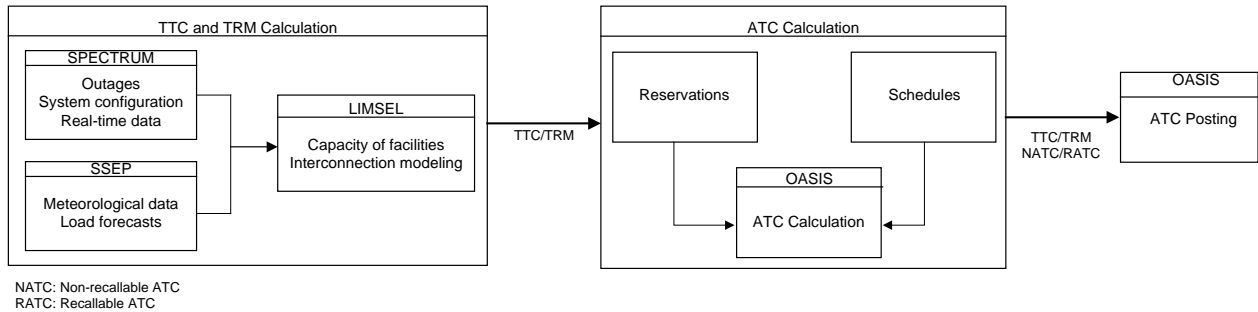 TTC and TRM Calculation
SPECTRUM
Outages
System configuration
Real-time data
SSEP
Meteorological data
Load forecasts
LIMSEL
Capacity of facilities
Interconnection modeling
TTC/TRM
ATC Calculation
Reservations
Schedules
OASIS
ATC Calculation
TTC/TRM
NATC/RATC
OASIS
ATC Posting
NATC: Non-recallable ATC
RATC: Recallable ATC